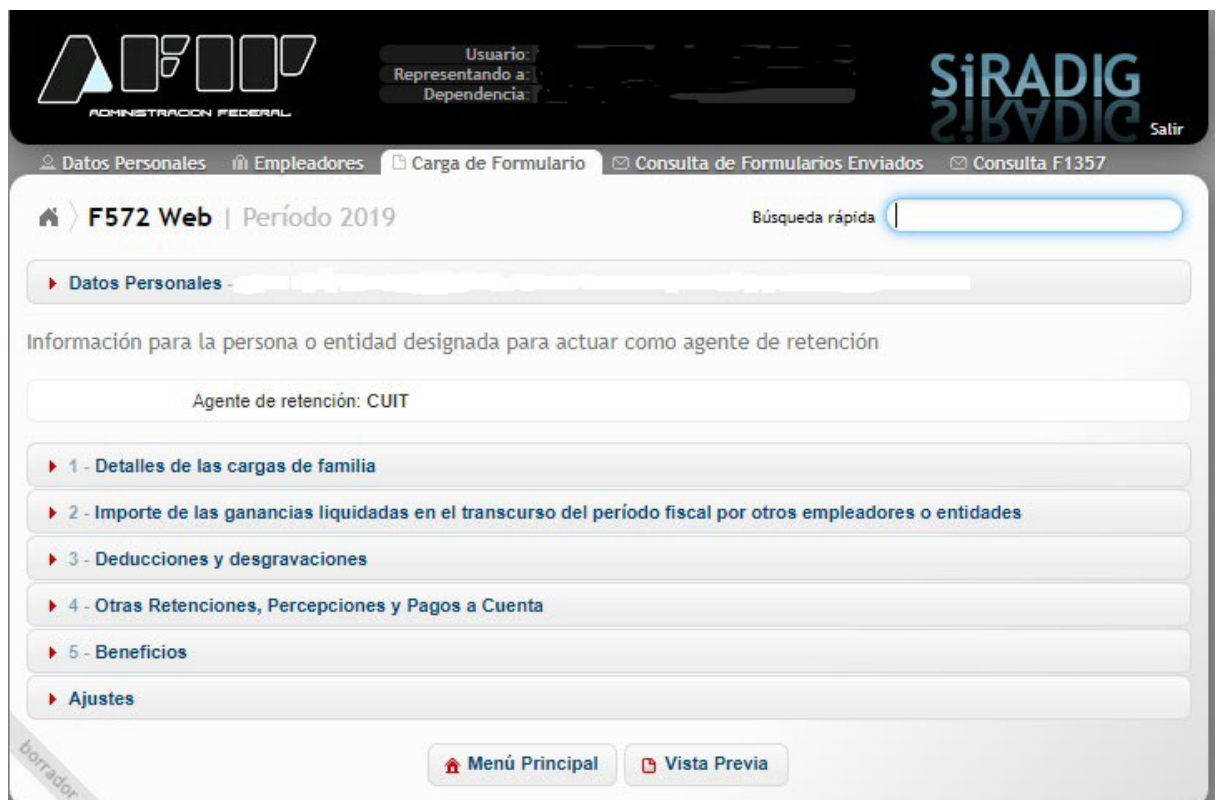 AFIP
ADMINISTRACION FEDERAL
Usuario:
Representando a:
Dependencia:
SiRADIG
Salir
Datos Personales Empleadores Carga de Formulario Consulta de Formularios Enviados Consulta F1357
F572 Web | Período 2019 Búsqueda rápida
Datos Personales -
Información para la persona o entidad designada para actuar como agente de retención
Agente de retención: CUIT
1 - Detalles de las cargas de familia
2 - Importe de las ganancias liquidadas en el transcurso del período fiscal por otros empleadores o entidades
3 - Deducciones y desgravaciones
4 - Otras Retenciones, Percepciones y Pagos a Cuenta
5 - Beneficios
Ajustes
borrador
Menú Principal Vista Previa